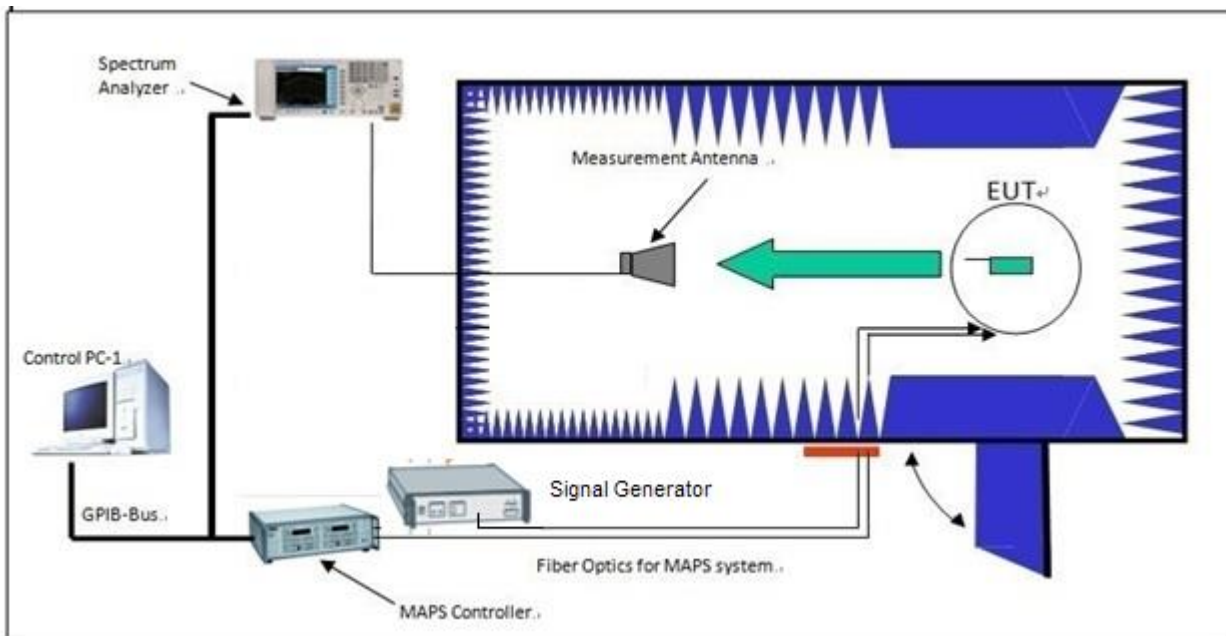 Spectrum
Analyzer
Measurement Antenna
EUT
Control PC-1
Signal Generator
GPIB-Bus
Fiber Optics for MAPS system
MAPS Controller